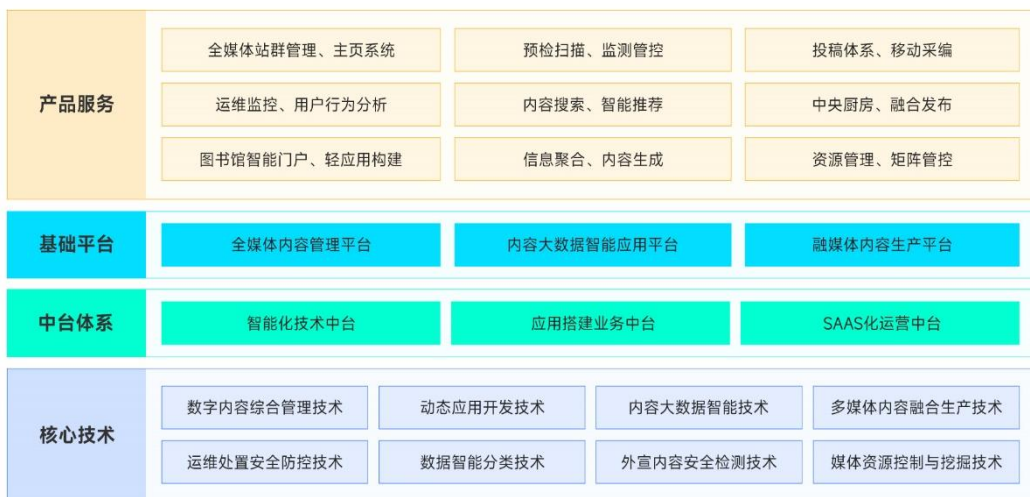 产品服务
全媒体站群管理、主页系统
预检扫描、监测管控
投稿体系、移动采编
运维监控、用户行为分析
内容搜索、智能推荐
中央厨房、融合发布
图书馆智能门户、轻应用构建
信息聚合、内容生成
资源管理、矩阵管控
基础平台
全媒体内容管理平台
内容大数据智能应用平台
融媒体内容生产平台
中台体系
智能化技术中台
应用搭建业务中台
SAAS化运营中台
核心技术
数字内容综合管理技术
动态应用开发技术
内容大数据智能技术
多媒体内容融合生产技术
运维处置安全防控技术
数据智能分类技术
外宣内容安全检测技术
媒体资源控制与挖掘技术